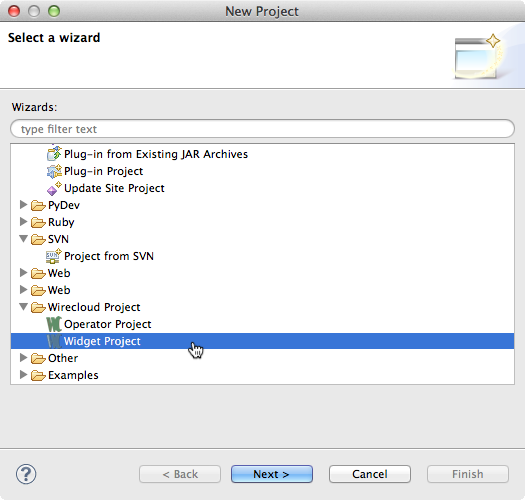 New Project
Select a wizard
Wizards:
type filter text
Plug-in from Existing JAR Archives
Plug-in Project
Update Site Project
PyDev
Ruby
SVN
Project from SVN
Web
Web
Wirecloud Project
Operator Project
Widget Project
Other
Examples
?
< Back
Next >
Cancel
Finish